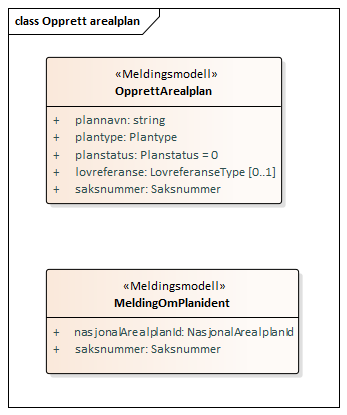 class Opprett arealplan
«Meldingsmodell»
OpprettArealplan
+ plannavn: string
+ plantype: Plantype
+ planstatus: Planstatus = 0
+ lovreferanse: LovreferanseType [0..1]
+ saksnummer: Saksnummer
«Meldingsmodell»
MeldingOmPlanident
+ nasjonalArealplanId: NasjonalArealplanId
+ saksnummer: Saksnummer